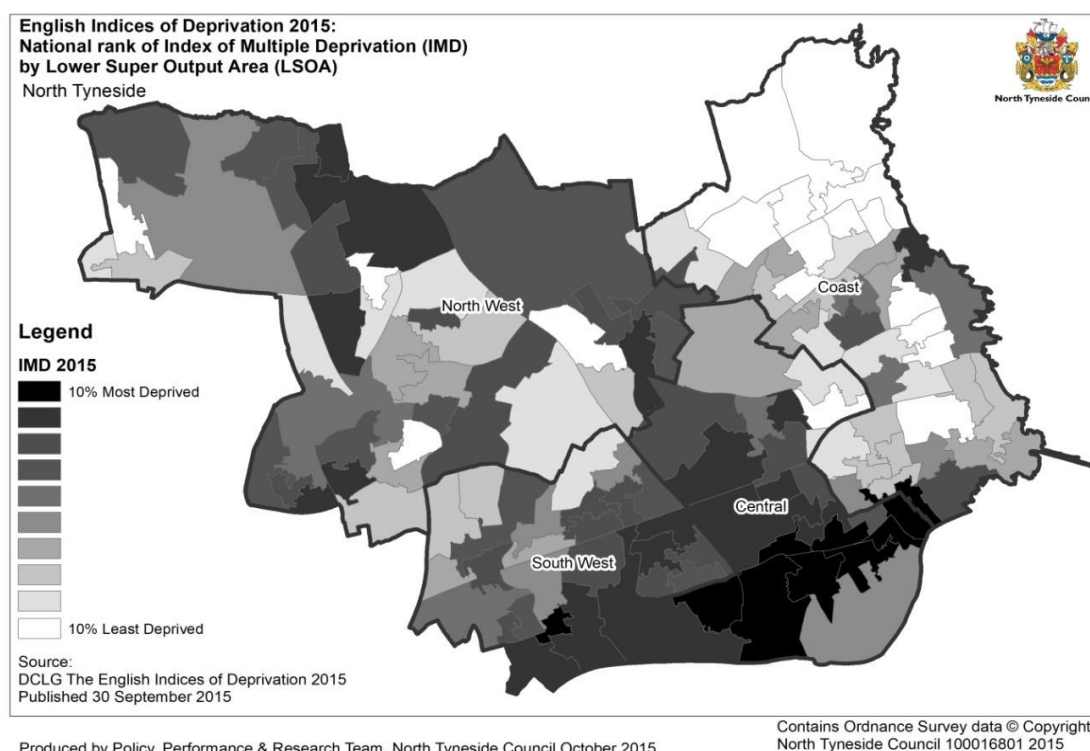 English Indices of Deprivation 2015:
National rank of Index of Multiple Deprivation (IMD)
by Lower Super Output Area (LSOA)
North Tyneside
North Tyneside Coun
North West
Coast
Central
South West
Legend
IMD 2015
10% Most Deprived
10% Least Deprived
Source:
DCLG The English Indices of Deprivation 2015
Published 30 September 2015
Contains Ordnance Survey data © Copyright
Produced by Policy, Performance & Research Team, North Tyneside Council October 2015
North Tyneside Council 100016801 2015